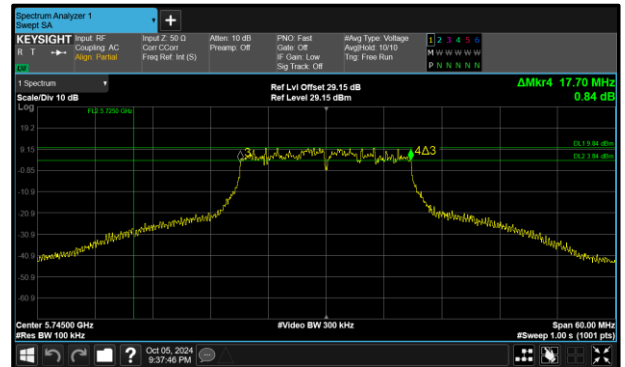 Spectrum Analyzer 1
Swept SA
+
KEYSIGHT Input: RF Input Z: 50 Ω Atten: 10 dB PNO: Fast #Avg Type: Voltage 1 2 3 4 5 6
R T Coupling: AC Corr CCorr Preamp: Off Gate: Off Avg|Hold: 10/10 M W W W W W W
Align: Partial Freq Ref: Int (S) IF Gain: Low Trig: Free Run P N N N N N
LW Sig Track: Off
1 Spectrum ΔMkr4 17.70 MHz
Ref Lvl Offset 29.15 dB
Scale/Div 10 dB Ref Level 29.15 dBm 0.84 dB
Log FL2 5.7250 GHz
19.2
3 4Δ3
DL1 9.84 dBm
9.15
DL2 3.84 dBm
-0.85
-10.9
-20.9
-30.9
-40.9
-50.9
-60.9
Center 5.74500 GHz #Video BW 300 kHz Span 60.00 MHz
#Res BW 100 kHz #Sweep 1.00 s (1001 pts)
? Oct 05, 2024
9:37:46 PM